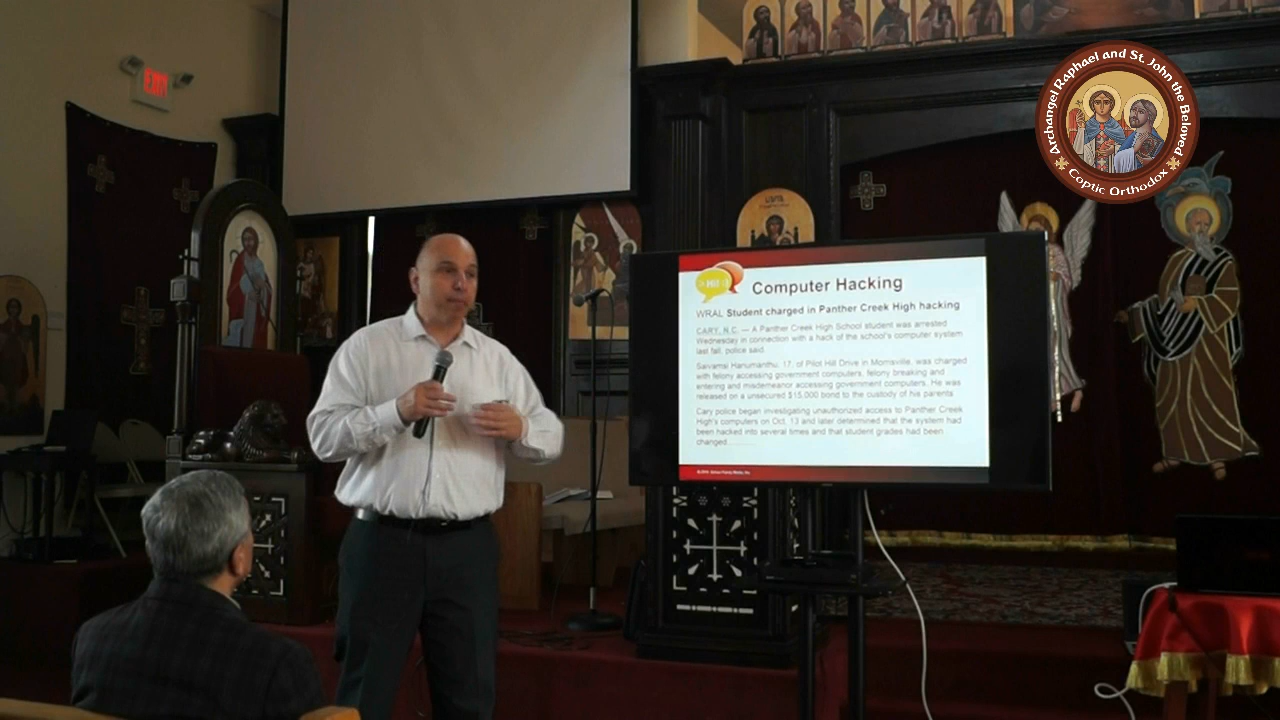 EXIT
Archangel Raphael and St. John the Beloved
Coptic Orthodox
Hi!
Computer Hacking
WRAL Student charged in Panther Creek High hacking
CARY, N.C. — A Panther Creek High School student was arrested
Wednesday in connection with a hack of the school's computer system
last fall, police said.
Saivamsi Hanumanthu, 17, of Pilot Hill Drive in Morrisville, was charged
with felony accessing government computers, felony breaking and
entering and misdemeanor accessing government computers. He was
released on a unsecured $15,000 bond to the custody of his parents
Cary police began investigating unauthorized access to Panther Creek
High's computers on Oct. 13 and later determined that the system had
been hacked into several times and that student grades had been
changed